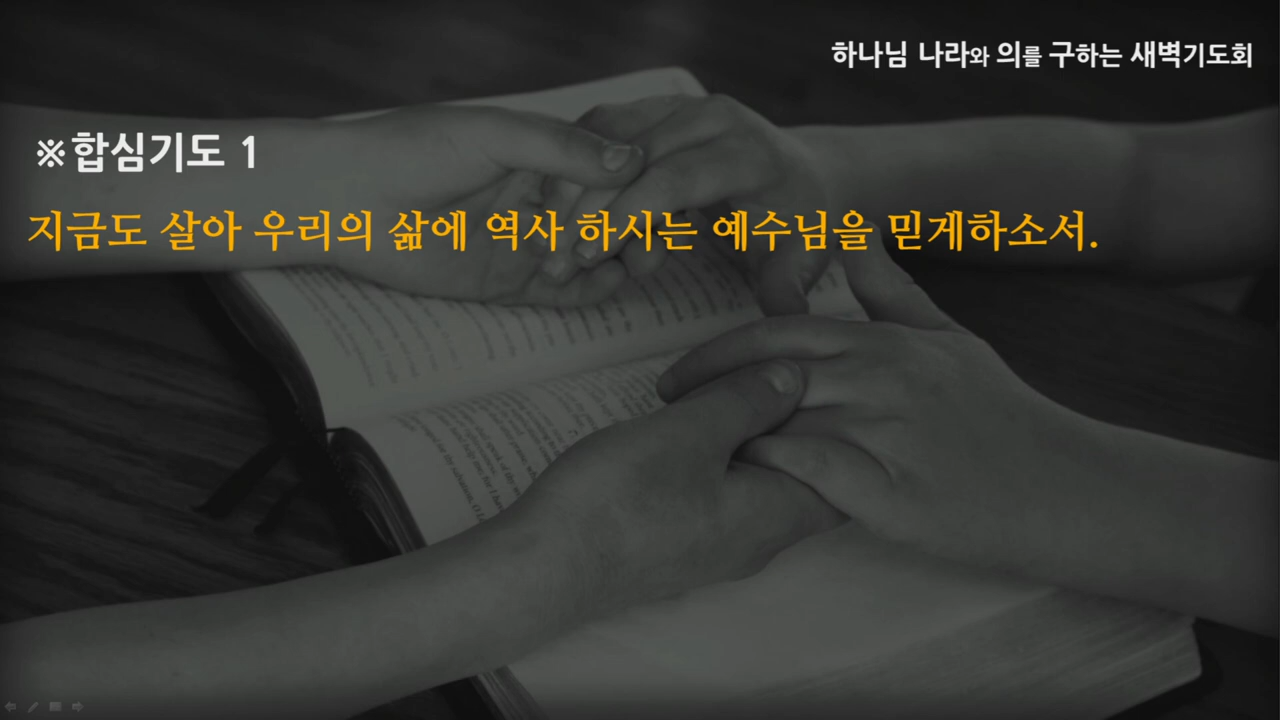 하나님 나라와 의를 구하는 새벽기도회
※합심기도 1
지금도 살아 우리의 삶에 역사 하시는 예수님을 믿게하소서.